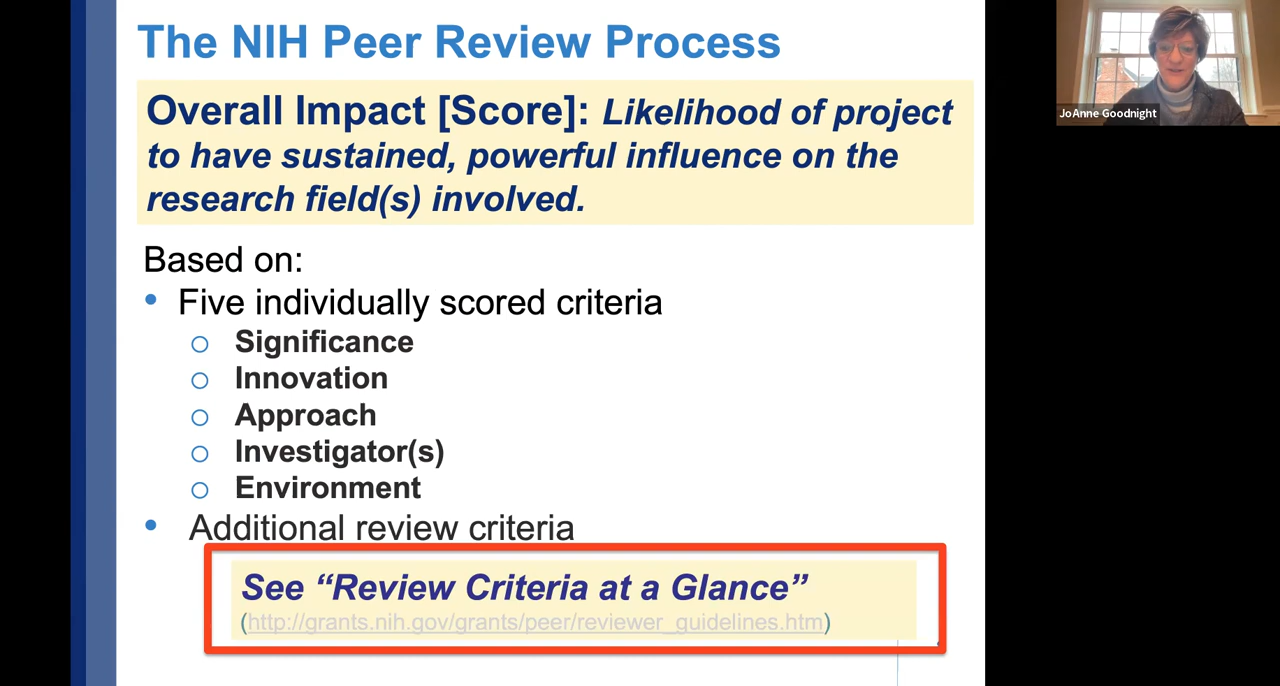 The NIH Peer Review Process
Overall Impact [Score]: Likelihood of project
to have sustained, powerful influence on the
research field(s) involved.
Based on:
• Five individually scored criteria
o Significance
o Innovation
o Approach
o Investigator(s)
o Environment
• Additional review criteria
See “Review Criteria at a Glance”
(http://grants.nih.gov/grants/peer/reviewer_guidelines.htm)
JoAnne Goodnight